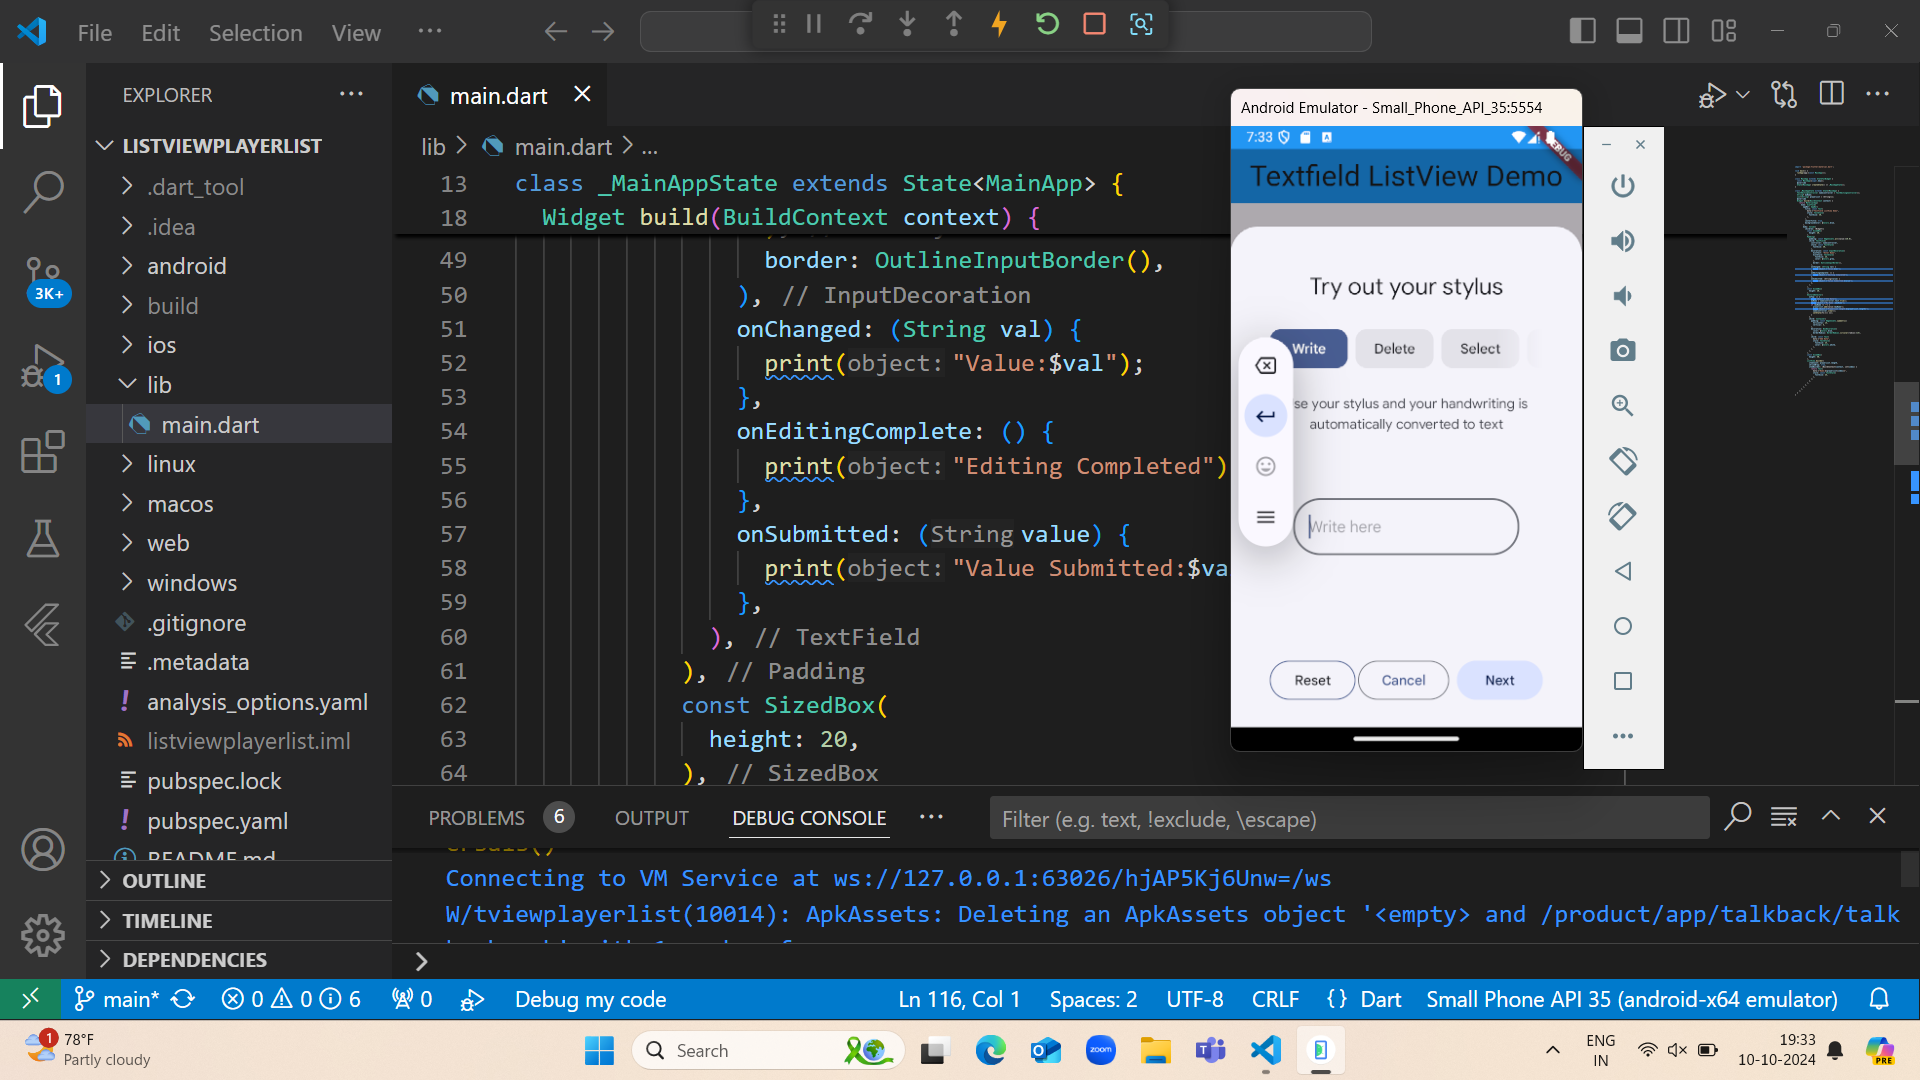 File Edit Selection View ...
EXPLORER ...
LISTVIEWPLAYERLIST
.dart_tool
.idea
android
build
ios
lib
main.dart
linux
macos
web
windows
.gitignore
.metadata
analysis_options.yaml
listviewplayerlist.iml
pubspec.lock
pubspec.yaml
README.md
OUTLINE
TIMELINE
DEPENDENCIES
3K+
1
main.dart
lib > main.dart > ...
13 class _MainAppState extends State<MainApp> {
18 Widget build(BuildContext context) {
49 border: OutlineInputBorder(),
50 ), // InputDecoration
51 onChanged: (String val) {
52 print(object: "Value:$val");
53 },
54 onEditingComplete: () {
55 print(object: "Editing Completed")
56 },
57 onSubmitted: (String value) {
58 print(object: "Value Submitted:$va
59 },
60 ), // TextField
61 ), // Padding
62 const SizedBox(
63 height: 20,
64 ), // SizedBox
Android Emulator - Small_Phone_API_35:5554
7:33
DEBUG
Textfield ListView Demo
Try out your stylus
Write Delete Select
se your stylus and your handwriting is
automatically converted to text
Write here
Reset Cancel Next
PROBLEMS 6 OUTPUT DEBUG CONSOLE ... Filter (e.g. text, !exclude, \escape)
Connecting to VM Service at ws://127.0.0.1:63026/hjAP5Kj6Unw=/ws
W/tviewplayerlist(10014): ApkAssets: Deleting an ApkAssets object '<empty> and /product/app/talkback/talk
main* 0 0 6 0 Debug my code Ln 116, Col 1 Spaces: 2 UTF-8 CRLF {} Dart Small Phone API 35 (android-x64 emulator)
1
78°F
Partly cloudy
Search
zoom
ENG
IN
19:33
10-10-2024
PRE